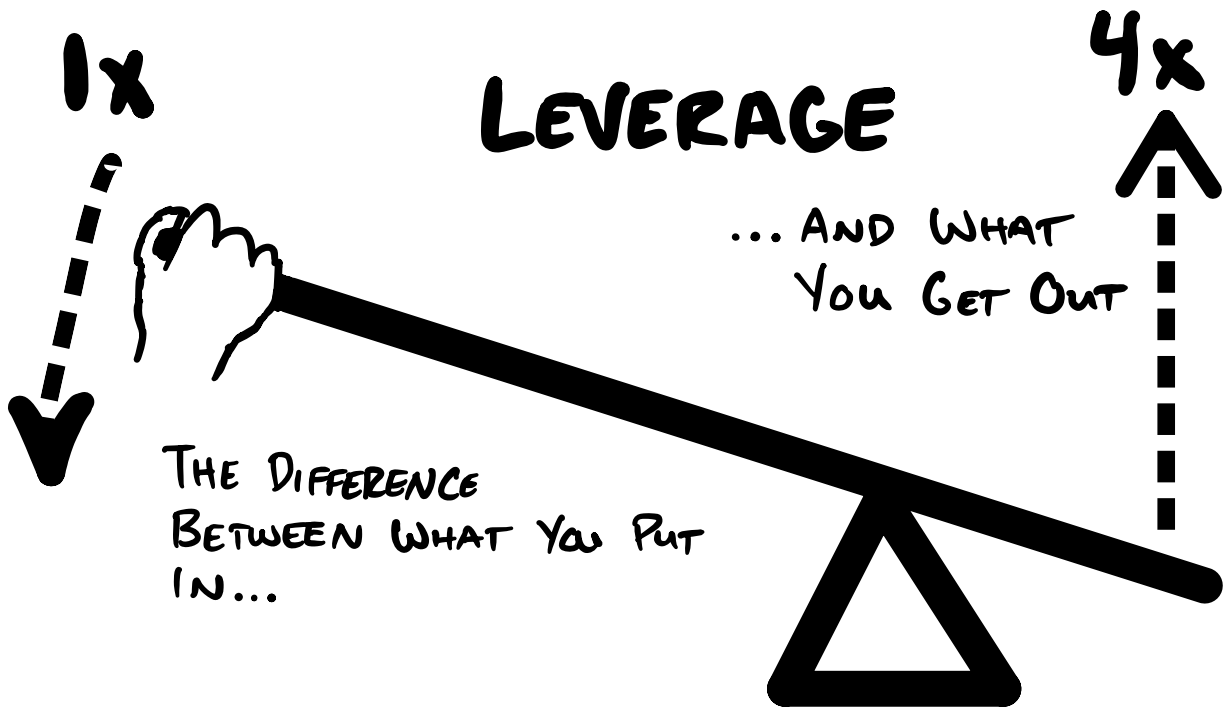 1x
4x
LEVERAGE
...AND WHAT
YOU GET OUT
THE DIFFERENCE
BETWEEN WHAT YOU PUT
IN...